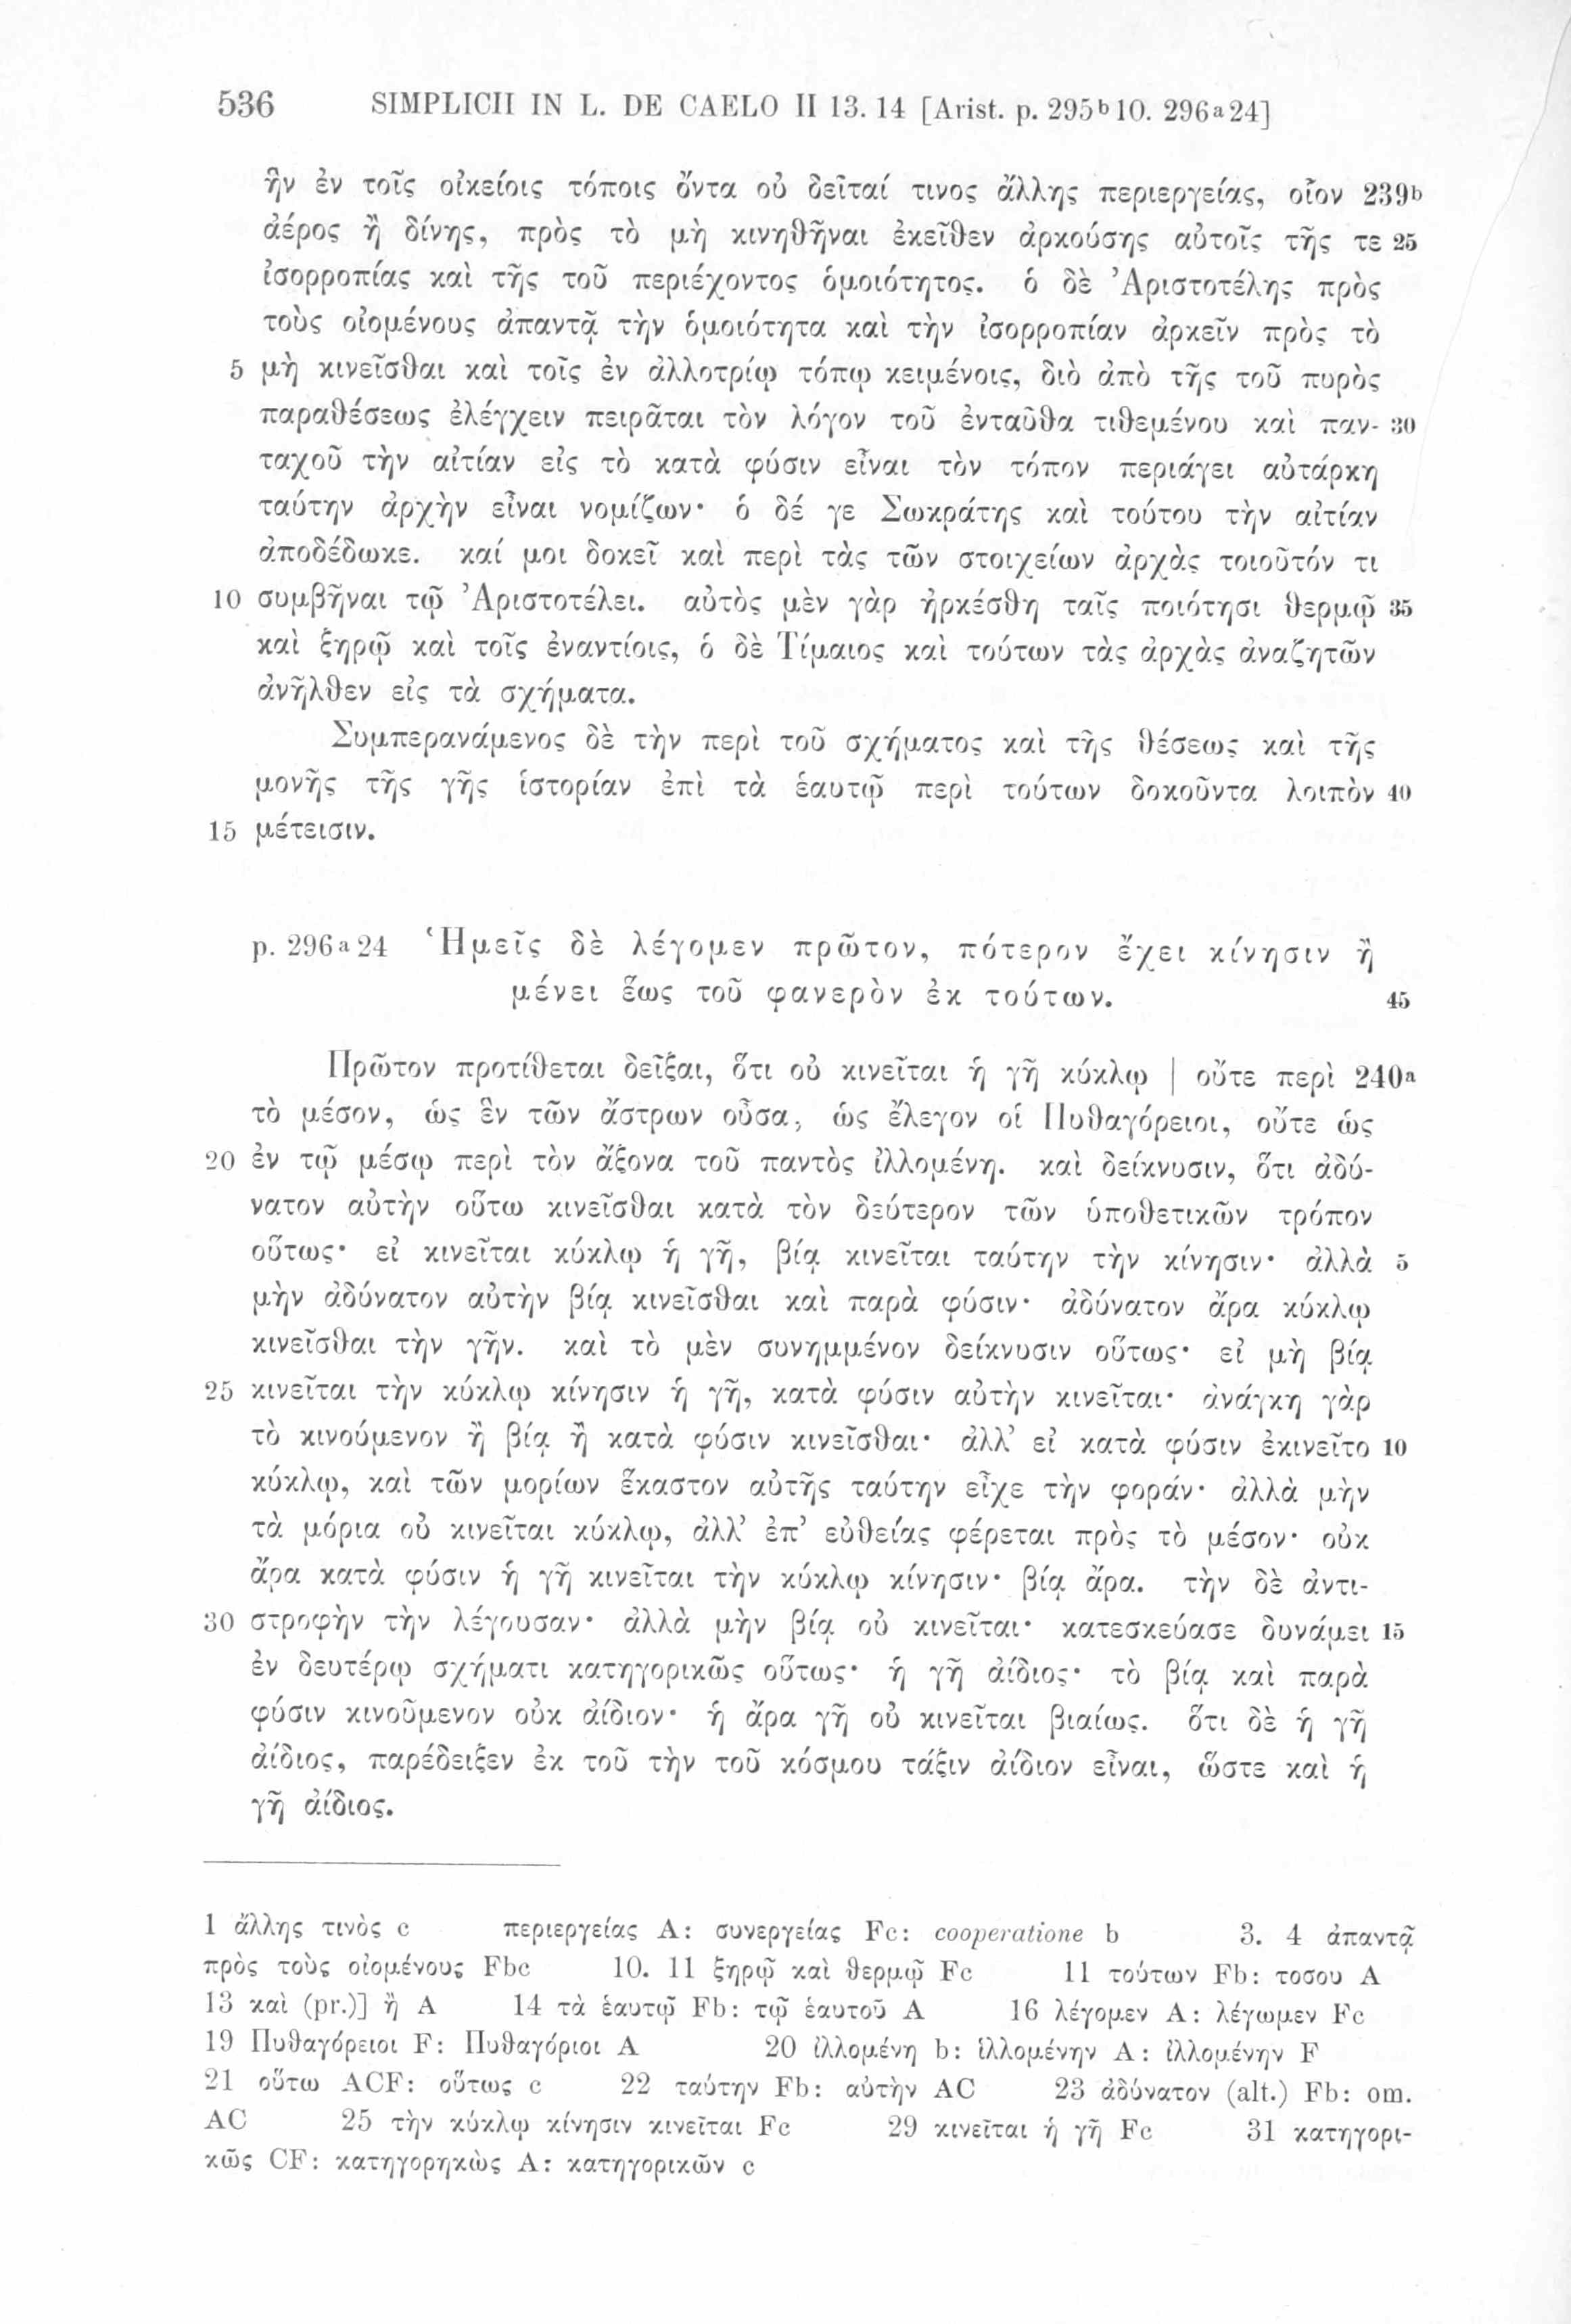 536 SIMPLICII IN L. DE CAELO II 13. 14 [Arist. p. 295ᵇ10. 296ᵃ24]
ἦν ἐν τοῖς οἰκείοις τόποις ὄντα οὐ δεῖταί τινος ἄλλης περιεργείας, οἷον 239ᵇ
ἀέρος ἢ δίνης, πρὸς τὸ μὴ κινηθῆναι ἐκεῖθεν ἀρκούσης αὐτοῖς τῆς τε 25
ἰσορροπίας καὶ τῆς τοῦ περιέχοντος ὁμοιότητος. ὁ δὲ Ἀριστοτέλης πρὸς
τοὺς οἰομένους ἀπαντᾷ τὴν ὁμοιότητα καὶ τὴν ἰσορροπίαν ἀρκεῖν πρὸς τὸ
5 μὴ κινεῖσθαι καὶ τοῖς ἐν ἀλλοτρίῳ τόπῳ κειμένοις, διὸ ἀπὸ τῆς τοῦ πυρὸς
παραθέσεως ἐλέγχειν πειρᾶται τὸν λόγον τοῦ ἐνταῦθα τιθεμένου καὶ παν- 30
ταχοῦ τὴν αἰτίαν εἰς τὸ κατὰ φύσιν εἶναι τὸν τόπον περιάγει αὐτάρκη
ταύτην ἀρχὴν εἶναι νομίζων· ὁ δέ γε Σωκράτης καὶ τούτου τὴν αἰτίαν
ἀποδέδωκε. καί μοι δοκεῖ καὶ περὶ τὰς τῶν στοιχείων ἀρχὰς τοιοῦτόν τι
10 συμβῆναι τῷ Ἀριστοτέλει. αὐτὸς μὲν γὰρ ἠρκέσθη ταῖς ποιότησι θερμῷ 35
καὶ ξηρῷ καὶ τοῖς ἐναντίοις, ὁ δὲ Τίμαιος καὶ τούτων τὰς ἀρχὰς ἀναζητῶν
ἀνῆλθεν εἰς τὰ σχήματα.
Συμπερανάμενος δὲ τὴν περὶ τοῦ σχήματος καὶ τῆς θέσεως καὶ τῆς
μονῆς τῆς γῆς ἱστορίαν ἐπὶ τὰ ἑαυτῷ περὶ τούτων δοκοῦντα λοιπὸν 40
15 μέτεισιν.
p. 296ᵃ24 Ἡμεῖς δὲ λέγομεν πρῶτον, πότερον ἔχει κίνησιν ἢ
μένει ἕως τοῦ φανερὸν ἐκ τούτων. 45
Πρῶτον προτίθεται δεῖξαι, ὅτι οὐ κινεῖται ἡ γῆ κύκλῳ | οὔτε περὶ 240ᵃ
τὸ μέσον, ὡς ἓν τῶν ἄστρων οὖσα, ὡς ἔλεγον οἱ Πυθαγόρειοι, οὔτε ὡς
20 ἐν τῷ μέσῳ περὶ τὸν ἄξονα τοῦ παντὸς ἰλλομένη. καὶ δείκνυσιν, ὅτι ἀδύ-
νατον αὐτὴν οὕτω κινεῖσθαι κατὰ τὸν δεύτερον τῶν ὑποθετικῶν τρόπον
οὕτως· εἰ κινεῖται κύκλῳ ἡ γῆ, βίᾳ κινεῖται ταύτην τὴν κίνησιν· ἀλλὰ 5
μὴν ἀδύνατον αὐτὴν βίᾳ κινεῖσθαι καὶ παρὰ φύσιν· ἀδύνατον ἄρα κύκλῳ
κινεῖσθαι τὴν γῆν. καὶ τὸ μὲν συνημμένον δείκνυσιν οὕτως· εἰ μὴ βίᾳ
25 κινεῖται τὴν κύκλῳ κίνησιν ἡ γῆ, κατὰ φύσιν αὐτὴν κινεῖται· ἀνάγκη γὰρ
τὸ κινούμενον ἢ βίᾳ ἢ κατὰ φύσιν κινεῖσθαι· ἀλλ’ εἰ κατὰ φύσιν ἐκινεῖτο 10
κύκλῳ, καὶ τῶν μορίων ἕκαστον αὐτῆς ταύτην εἶχε τὴν φοράν· ἀλλὰ μὴν
τὰ μόρια οὐ κινεῖται κύκλῳ, ἀλλ’ ἐπ’ εὐθείας φέρεται πρὸς τὸ μέσον· οὐκ
ἄρα κατὰ φύσιν ἡ γῆ κινεῖται τὴν κύκλῳ κίνησιν· βίᾳ ἄρα. τὴν δὲ ἀντι-
30 στροφὴν τὴν λέγουσαν· ἀλλὰ μὴν βίᾳ οὐ κινεῖται· κατεσκεύασε δυνάμει 15
ἐν δευτέρῳ σχήματι κατηγορικῶς οὕτως· ἡ γῆ ἀίδιος· τὸ βίᾳ καὶ παρὰ
φύσιν κινοῦμενον οὐκ ἀίδιον· ἡ ἄρα γῆ οὐ κινεῖται βιαίως. ὅτι δὲ ἡ γῆ
ἀίδιος, παρέδειξεν ἐκ τοῦ τὴν τοῦ κόσμου τάξιν ἀίδιον εἶναι, ὥστε καὶ ἡ
γῆ ἀίδιος.
1 ἄλλης τινὸς c περιεργείας A: συνεργείας Fc: cooperatione b 3. 4 ἀπαντᾷ
πρὸς τοὺς οἰομένους Fbc 10. 11 ξηρῷ καὶ θερμῷ Fc 11 τούτων Fb: τοσου A
13 καὶ (pr.)] ἢ A 14 τὰ ἑαυτῷ Fb: τῷ ἑαυτοῦ A 16 λέγομεν A: λέγωμεν Fc
19 Πυθαγόρειοι F: Πυθαγόριοι A 20 ἰλλομένη b: ἱλλομένην A: ἰλλομένην F
21 οὕτω ACF: οὕτως c 22 ταύτην Fb: αὐτὴν AC 23 ἀδύνατον (alt.) Fb: om.
AC 25 τὴν κύκλῳ κίνησιν κινεῖται Fc 29 κινεῖται ἡ γῆ Fc 31 κατηγορι-
κῶς CF: κατηγορηκὼς A: κατηγορικῶν c